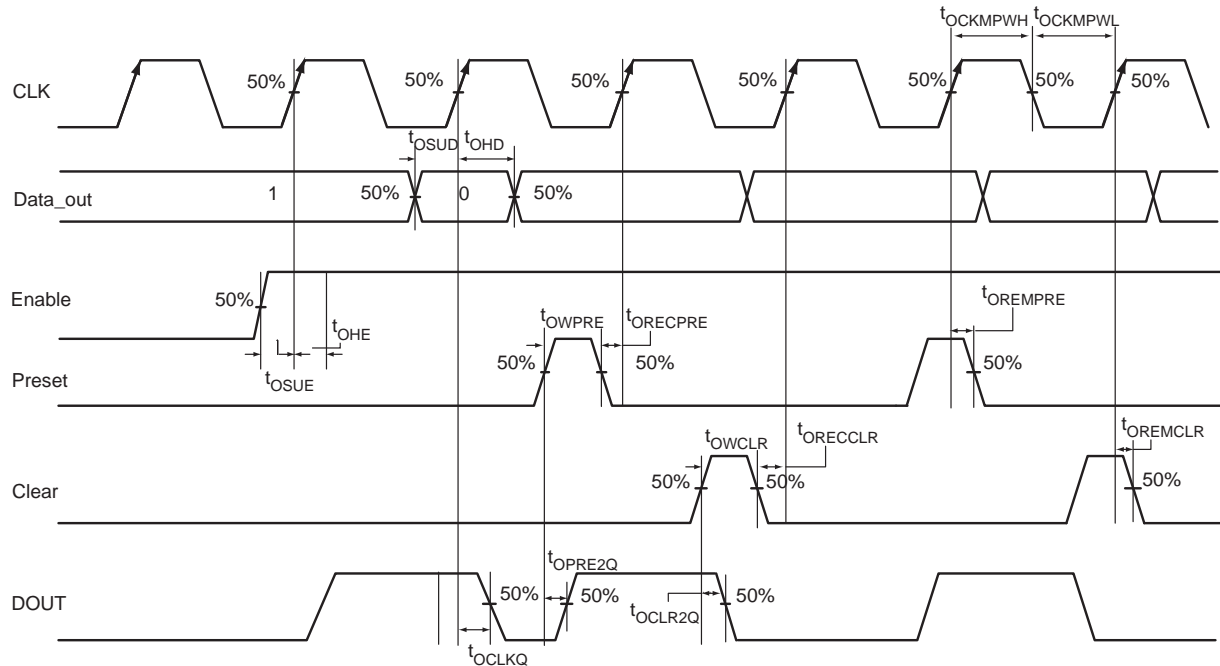 tOCKMPWH tOCKMPWL
CLK 50% 50% 50% 50% 50% 50% 50%
tOSUD tOHD
Data_out 1 50% 0 50%
Enable 50%
tOHE
tOSUE
tOWPRE tORECPRE tOREMPRE
Preset 50% 50% 50%
tOWCLR tORECCLR tOREMCLR
Clear 50% 50% 50%
tOPRE2Q
DOUT 50% 50% 50%
tOCLR2Q
tOCLKQ